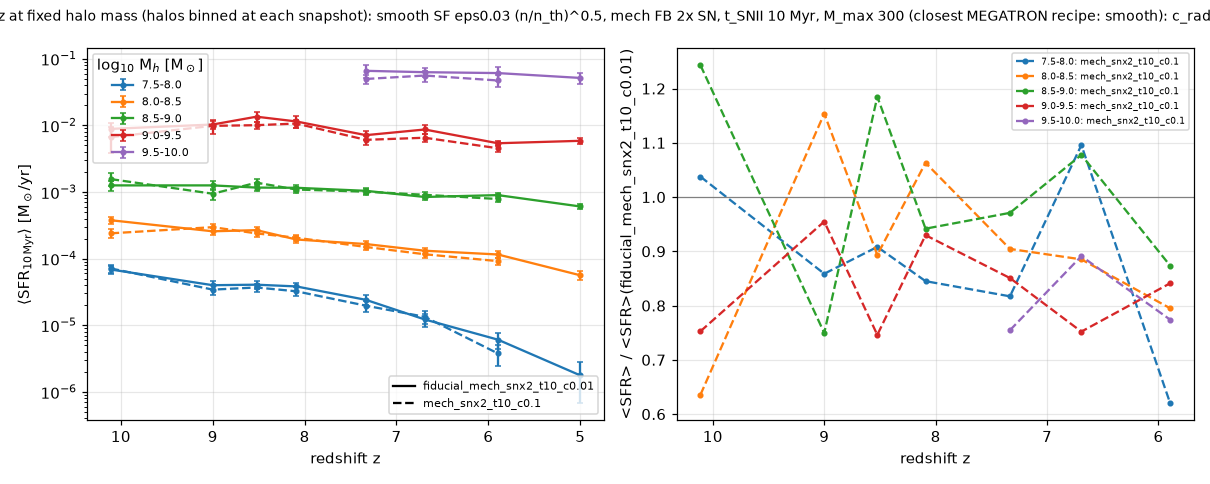 z at fixed halo mass (halos binned at each snapshot): smooth SF eps0.03 (n/n_th)^0.5, mech FB 2x SN, t_SNII 10 Myr, M_max 300 (closest MEGATRON recipe: smooth): c_rad
log₁₀ M_h [M_⊙]
7.5-8.0
8.0-8.5
8.5-9.0
9.0-9.5
9.5-10.0
fiducial_mech_snx2_t10_c0.01
mech_snx2_t10_c0.1
⟨SFR₁₀ Myr⟩ [M_⊙/yr]
10⁻¹
10⁻²
10⁻³
10⁻⁴
10⁻⁵
10⁻⁶
10 9 8 7 6 5
redshift z
<SFR> / <SFR>(fiducial_mech_snx2_t10_c0.01)
1.2
1.1
1.0
0.9
0.8
0.7
0.6
7.5-8.0: mech_snx2_t10_c0.1
8.0-8.5: mech_snx2_t10_c0.1
8.5-9.0: mech_snx2_t10_c0.1
9.0-9.5: mech_snx2_t10_c0.1
9.5-10.0: mech_snx2_t10_c0.1
10 9 8 7 6
redshift z